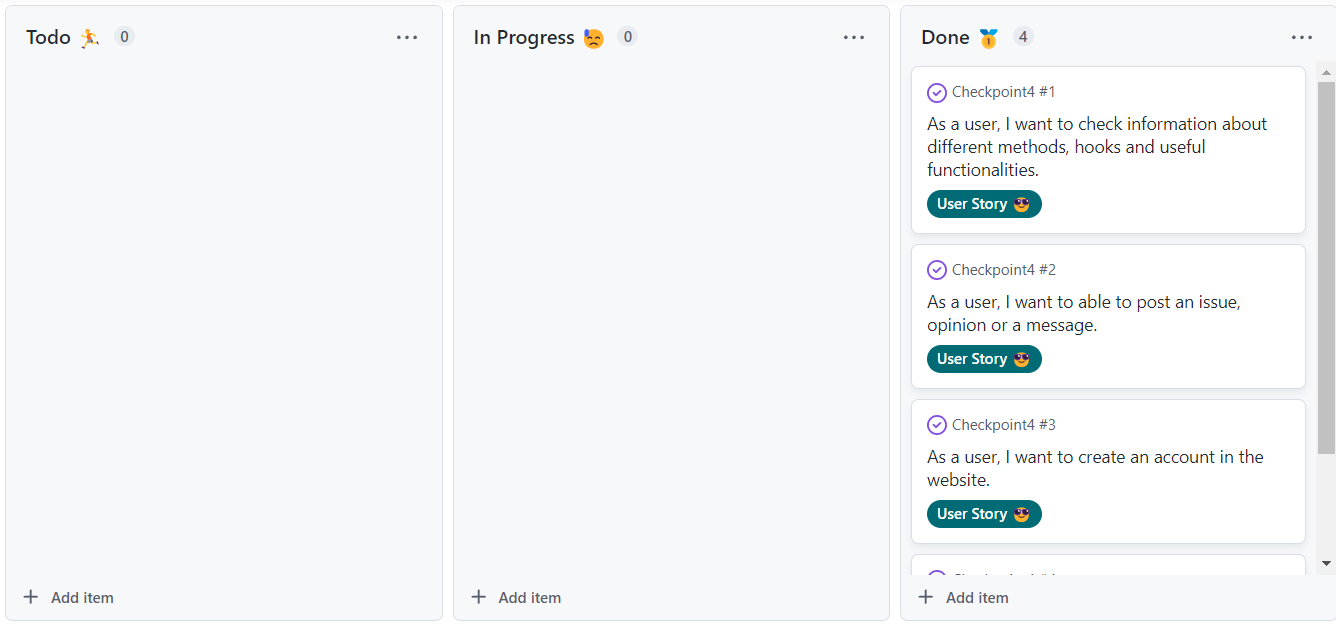 Todo 🏃 0
In Progress 😓 0
Done 🥇 4
Checkpoint4 #1
As a user, I want to check information about
different methods, hooks and useful
functionalities.
User Story 😎
Checkpoint4 #2
As a user, I want to able to post an issue,
opinion or a message.
User Story 😎
Checkpoint4 #3
As a user, I want to create an account in the
website.
User Story 😎
Add item
Add item
Add item